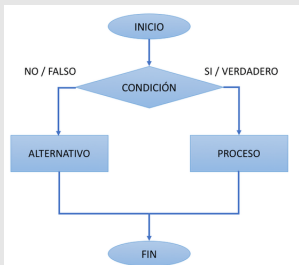 INICIO
NO / FALSO
SI / VERDADERO
CONDICIÓN
ALTERNATIVO
PROCESO
FIN